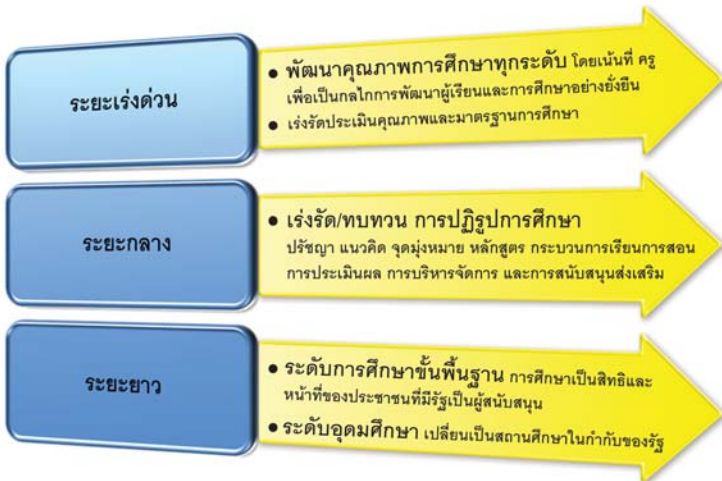 ระยะเร่งด่วน
● พัฒนาคุณภาพการศึกษาทุกระดับ โดยเน้นที่ ครู
เพื่อเป็นกลไกการพัฒนาผู้เรียนและการศึกษาอย่างยั่งยืน
● เร่งรัดประเมินคุณภาพและมาตรฐานการศึกษา
ระยะกลาง
● เร่งรัด/ทบทวน การปฏิรูปการศึกษา
ปรัชญา แนวคิด จุดมุ่งหมาย หลักสูตร กระบวนการเรียนการสอน
การประเมินผล การบริหารจัดการ และการสนับสนุนส่งเสริม
ระยะยาว
● ระดับการศึกษาขั้นพื้นฐาน การศึกษาเป็นสิทธิและ
หน้าที่ของประชาชนที่มีรัฐเป็นผู้สนับสนุน
● ระดับอุดมศึกษา เปลี่ยนเป็นสถานศึกษาในกำกับของรัฐ